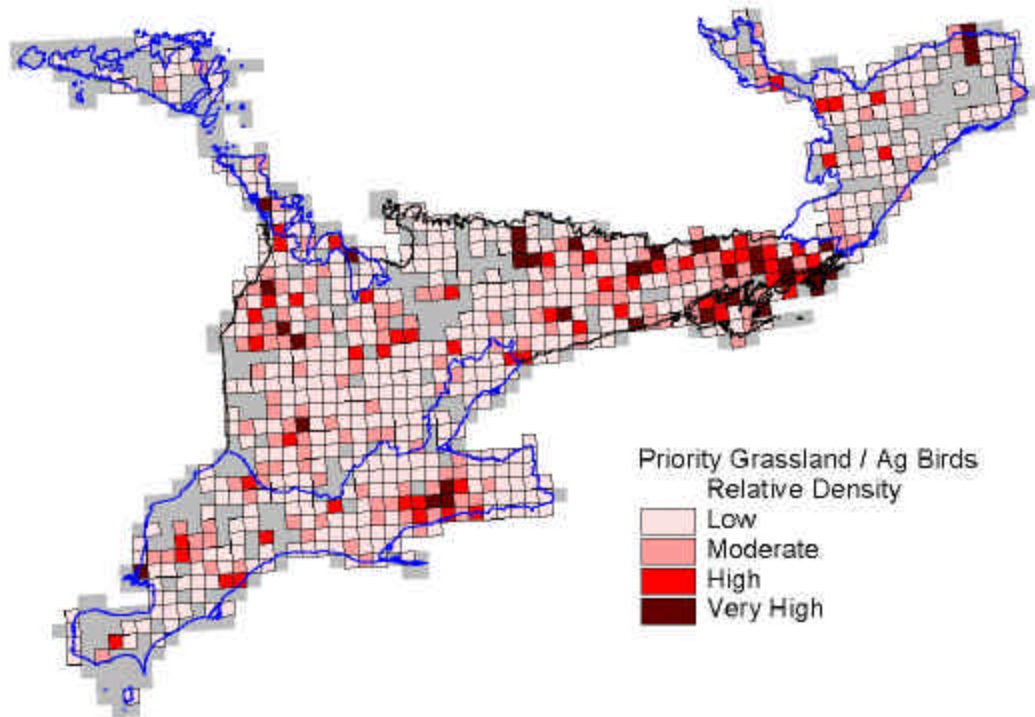 Priority Grassland / Ag Birds
Relative Density
Low
Moderate
High
Very High